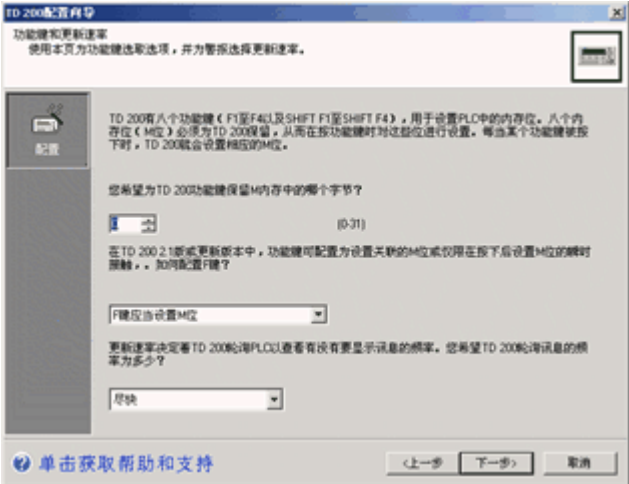 TD 200配置向导
功能键和更新速率
使用本页为功能键选取选项，并为警报选择更新速率。
配置
TD 200有八个功能键（F1至F4以及SHIFT F1至SHIFT F4），用于设置PLC中的内存位。八个内
存位（M位）必须为TD 200保留，从而在按功能键时对这些位进行设置。每当某个功能键被按
下时，TD 200就会设置相应的M位。
您希望为TD 200功能键保留M内存中的哪个字节？
(0-31)
在TD 200 2.1版或更新版本中，功能键可配置为设置关联的M位或仅限在按下后设置M位的瞬时
接触，。如何配置F键？
F键应当设置M位
更新速率决定着TD 200轮询PLC以查看有没有要显示讯息的频率。您希望TD 200轮询讯息的频
率为多少？
尽快
单击获取帮助和支持
<上一步
下一步>
取消